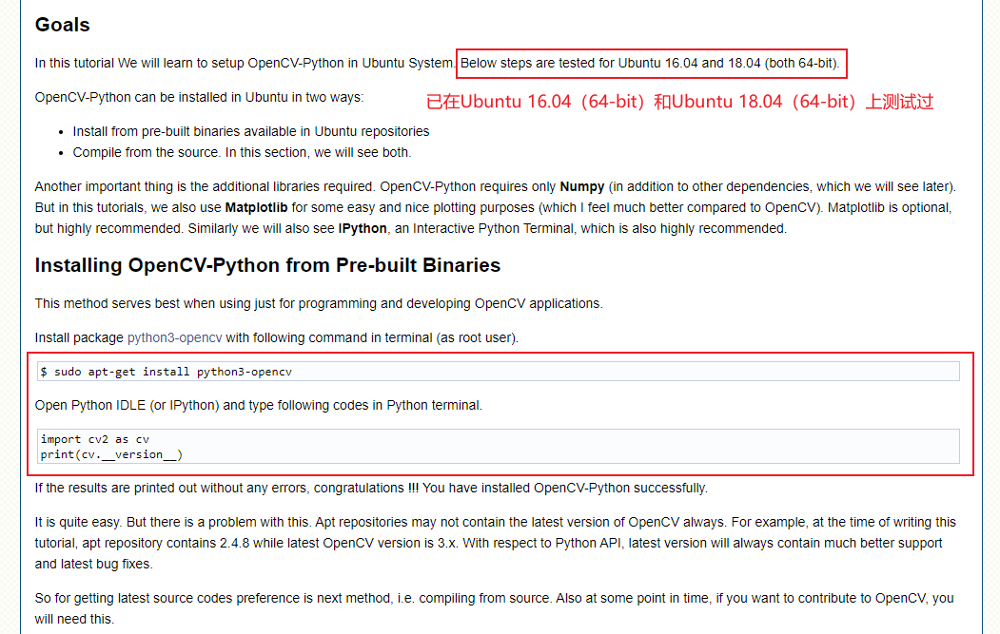 Goals
In this tutorial We will learn to setup OpenCV-Python in Ubuntu System. Below steps are tested for Ubuntu 16.04 and 18.04 (both 64-bit).
OpenCV-Python can be installed in Ubuntu in two ways:
已在Ubuntu 16.04（64-bit）和Ubuntu 18.04（64-bit）上测试过
• Install from pre-built binaries available in Ubuntu repositories
• Compile from the source. In this section, we will see both.
Another important thing is the additional libraries required. OpenCV-Python requires only Numpy (in addition to other dependencies, which we will see later).
But in this tutorials, we also use Matplotlib for some easy and nice plotting purposes (which I feel much better compared to OpenCV). Matplotlib is optional,
but highly recommended. Similarly we will also see IPython, an Interactive Python Terminal, which is also highly recommended.
Installing OpenCV-Python from Pre-built Binaries
This method serves best when using just for programming and developing OpenCV applications.
Install package python3-opencv with following command in terminal (as root user).
$ sudo apt-get install python3-opencv
Open Python IDLE (or IPython) and type following codes in Python terminal.
import cv2 as cv
print(cv.__version__)
If the results are printed out without any errors, congratulations !!! You have installed OpenCV-Python successfully.
It is quite easy. But there is a problem with this. Apt repositories may not contain the latest version of OpenCV always. For example, at the time of writing this
tutorial, apt repository contains 2.4.8 while latest OpenCV version is 3.x. With respect to Python API, latest version will always contain much better support
and latest bug fixes.
So for getting latest source codes preference is next method, i.e. compiling from source. Also at some point in time, if you want to contribute to OpenCV, you
will need this.